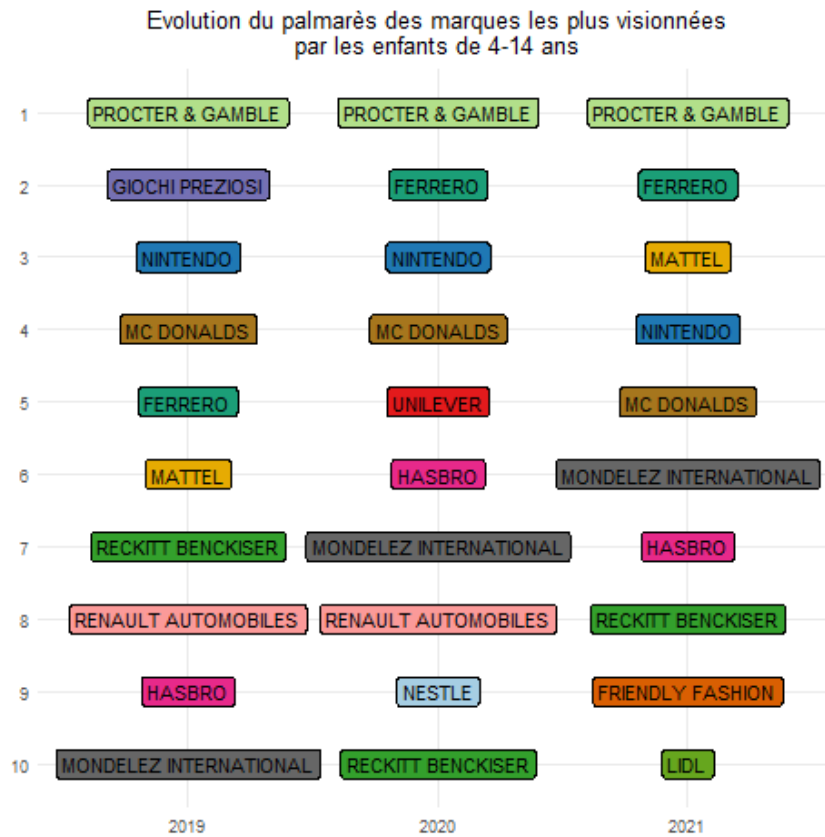 Evolution du palmarès des marques les plus visionnées
par les enfants de 4-14 ans
1 PROCTER & GAMBLE PROCTER & GAMBLE PROCTER & GAMBLE
2 GIOCHI PREZIOSI FERRERO FERRERO
3 NINTENDO NINTENDO MATTEL
4 MC DONALDS MC DONALDS NINTENDO
5 FERRERO UNILEVER MC DONALDS
6 MATTEL HASBRO MONDELEZ INTERNATIONAL
7 RECKITT BENCKISER MONDELEZ INTERNATIONAL HASBRO
8 RENAULT AUTOMOBILES RENAULT AUTOMOBILES RECKITT BENCKISER
9 HASBRO NESTLE FRIENDLY FASHION
10 MONDELEZ INTERNATIONAL RECKITT BENCKISER LIDL
2019 2020 2021